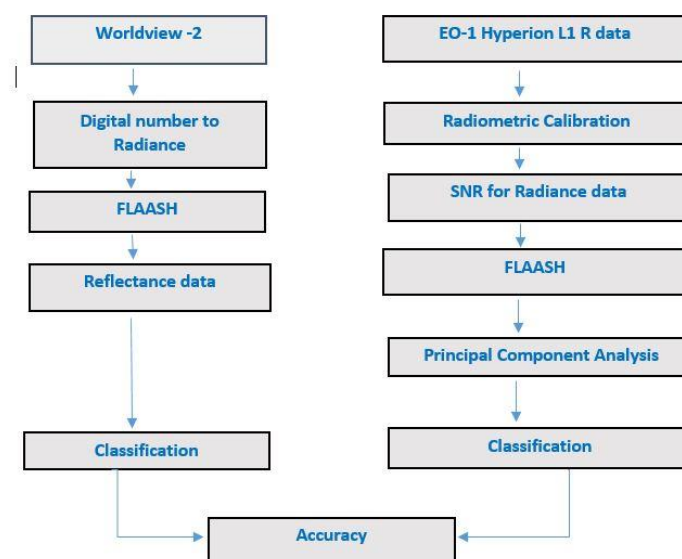 Worldview -2
Digital number to
Radiance
FLAASH
Reflectance data
Classification
EO-1 Hyperion L1 R data
Radiometric Calibration
SNR for Radiance data
FLAASH
Principal Component Analysis
Classification
Accuracy